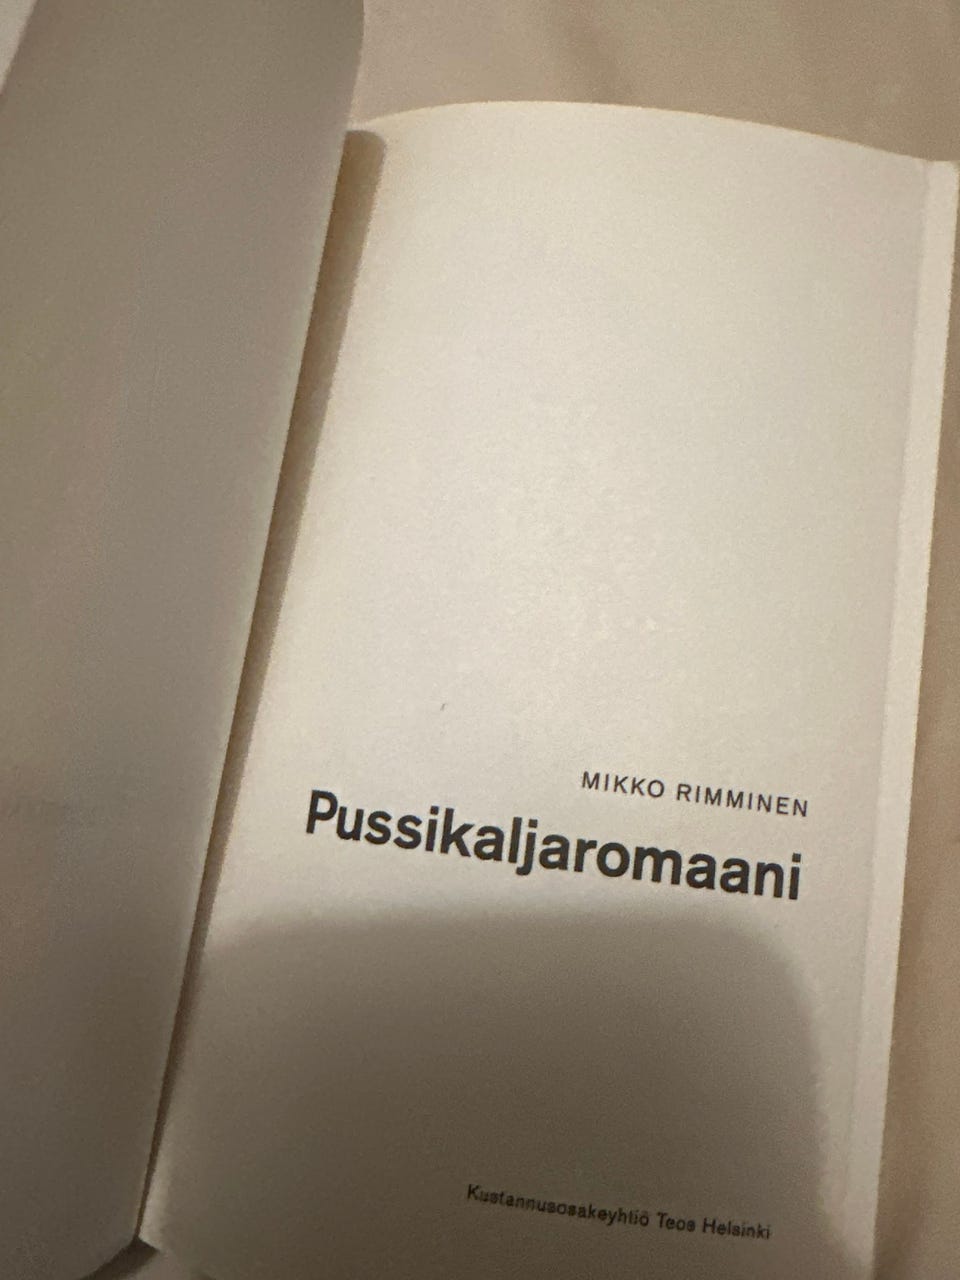 MIKKO RIMMINEN
Pussikaljaromaani
Kustannusosakeyhtiö Teos Helsinki